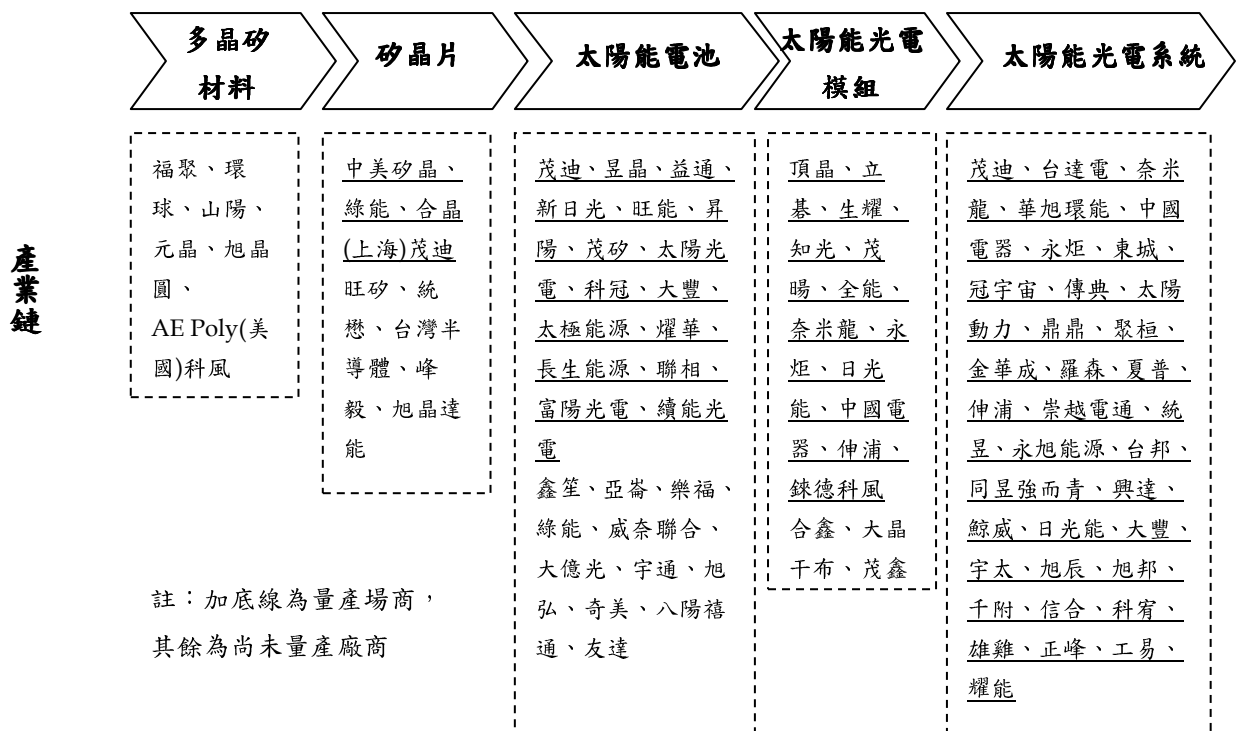 多晶矽
材料
矽晶片
太陽能電池
太陽能光電
模組
太陽能光電系統
產業鏈
福聚、環
球、山陽、
元晶、旭晶
圓、
AE Poly(美
國)科風
中美矽晶、
綠能、合晶
(上海)茂迪
旺矽、統
懋、台灣半
導體、峰
毅、旭晶達
能
茂迪、昱晶、益通、
新日光、旺能、昇
陽、茂矽、太陽光
電、科冠、大豐、
太極能源、燿華、
長生能源、聯相、
富陽光電、續能光
電
鑫笙、亞崙、樂福、
綠能、威奈聯合、
大億光、宇通、旭
弘、奇美、八陽禧
通、友達
頂晶、立
碁、生耀、
知光、茂
暘、全能、
奈米龍、永
炬、日光
能、中國電
器、伸浦、
錸德科風
合鑫、大晶
干布、茂鑫
茂迪、台達電、奈米
龍、華旭環能、中國
電器、永炬、東城、
冠宇宙、傳典、太陽
動力、鼎鼎、聚桓、
金華成、羅森、夏普、
伸浦、崇越電通、統
昱、永旭能源、台邦、
同昱強而青、興達、
鯨威、日光能、大豐、
宇太、旭辰、旭邦、
千附、信合、科宥、
雄雞、正峰、工易、
耀能
註：加底線為量產場商，
其餘為尚未量產廠商